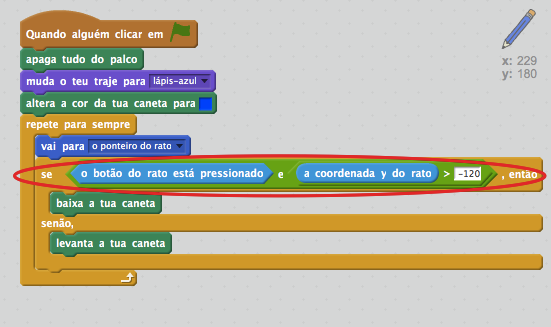 Quando alguém clicar em
apaga tudo do palco
muda o teu traje para lápis-azul
altera a cor da tua caneta para
repete para sempre
vai para o ponteiro do rato
se o botão do rato está pressionado e a coordenada y do rato > -120 , então
baixa a tua caneta
senão,
levanta a tua caneta
x: 229
y: 180